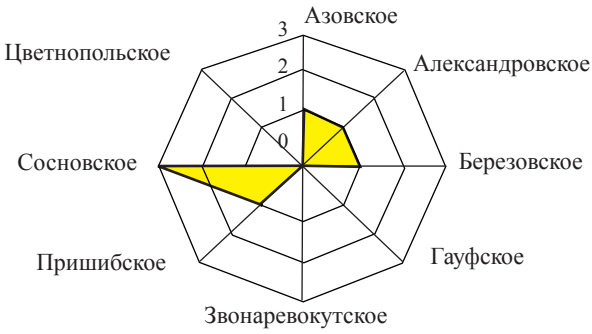 Азовское
3
Цветнопольское
2
Александровское
1
0
Сосновское
Березовское
Пришибское
Гауфское
Звонаревокутское